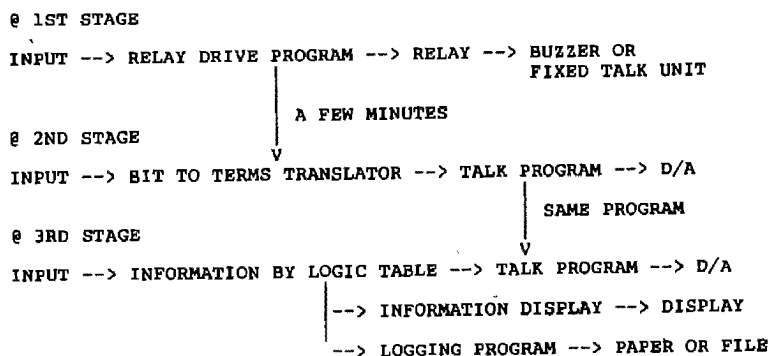 @ 1ST STAGE
INPUT --> RELAY DRIVE PROGRAM --> RELAY --> BUZZER OR
FIXED TALK UNIT
A FEW MINUTES
@ 2ND STAGE
INPUT --> BIT TO TERMS TRANSLATOR --> TALK PROGRAM --> D/A
SAME PROGRAM
@ 3RD STAGE
INPUT --> INFORMATION BY LOGIC TABLE --> TALK PROGRAM --> D/A
--> INFORMATION DISPLAY --> DISPLAY
--> LOGGING PROGRAM --> PAPER OR FILE